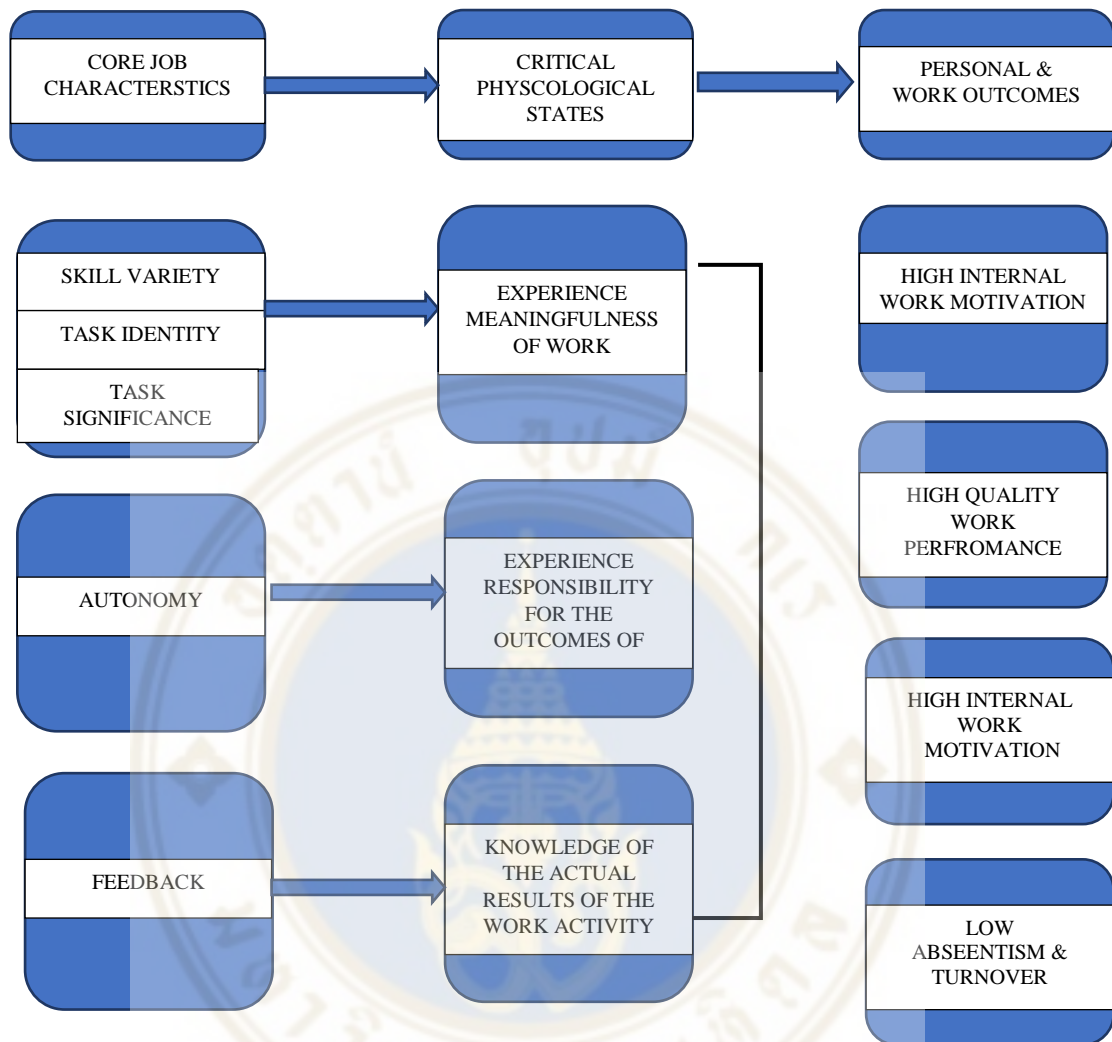 CORE JOB
CHARACTERSTICS
CRITICAL
PHYSCOLOGICAL
STATES
PERSONAL &
WORK OUTCOMES
SKILL VARIETY
TASK IDENTITY
TASK
SIGNIFICANCE
EXPERIENCE
MEANINGFULNESS
OF WORK
HIGH INTERNAL
WORK MOTIVATION
HIGH QUALITY
WORK
PERFROMANCE
AUTONOMY
EXPERIENCE
RESPONSIBILITY
FOR THE
OUTCOMES OF
HIGH INTERNAL
WORK
MOTIVATION
FEEDBACK
KNOWLEDGE OF
THE ACTUAL
RESULTS OF THE
WORK ACTIVITY
LOW
ABSEENTISM &
TURNOVER